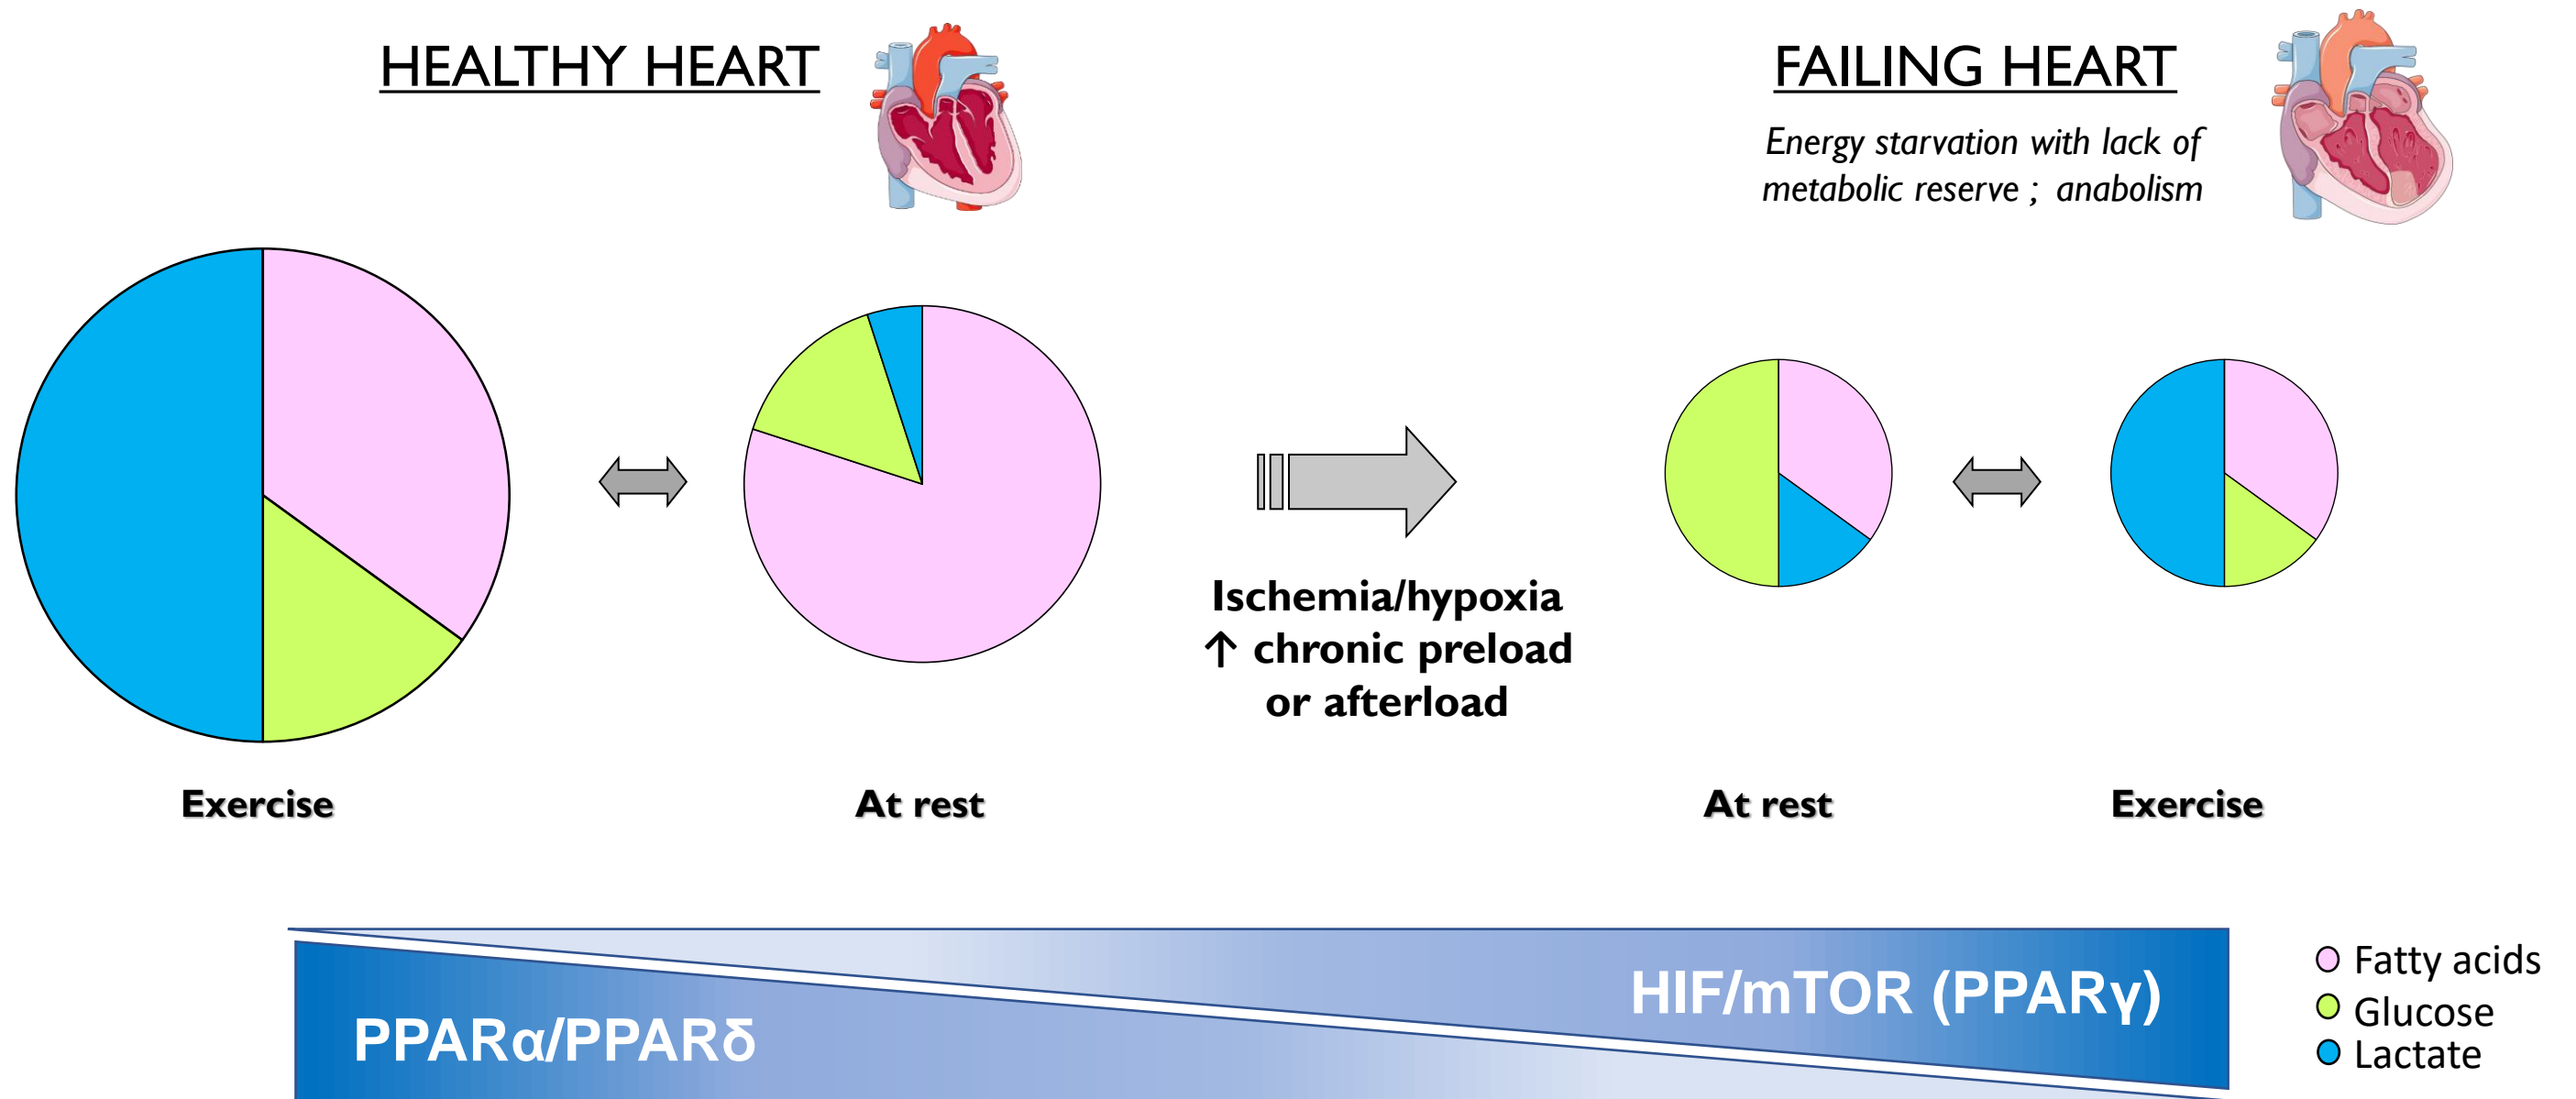 HEALTHY HEART
FAILING HEART
Energy starvation with lack of
metabolic reserve ; anabolism
Ischemia/hypoxia
↑ chronic preload
or afterload
Exercise
At rest
At rest
Exercise
PPARα/PPARδ
HIF/mTOR (PPARγ)
Fatty acids
Glucose
Lactate